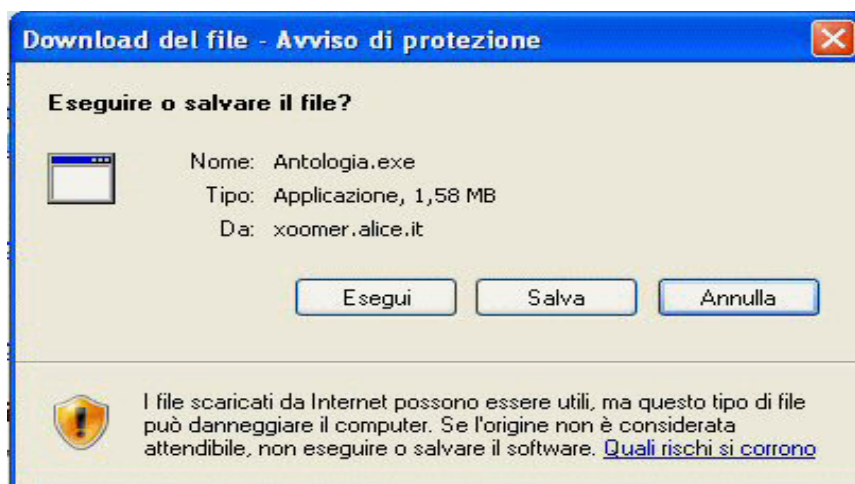 Download del file - Avviso di protezione
Eseguire o salvare il file?
Nome: Antologia.exe
Tipo: Applicazione, 1,58 MB
Da: xoomer.alice.it
Esegui Salva Annulla
I file scaricati da Internet possono essere utili, ma questo tipo di file
può danneggiare il computer. Se l'origine non è considerata
attendibile, non eseguire o salvare il software. Quali rischi si corrono